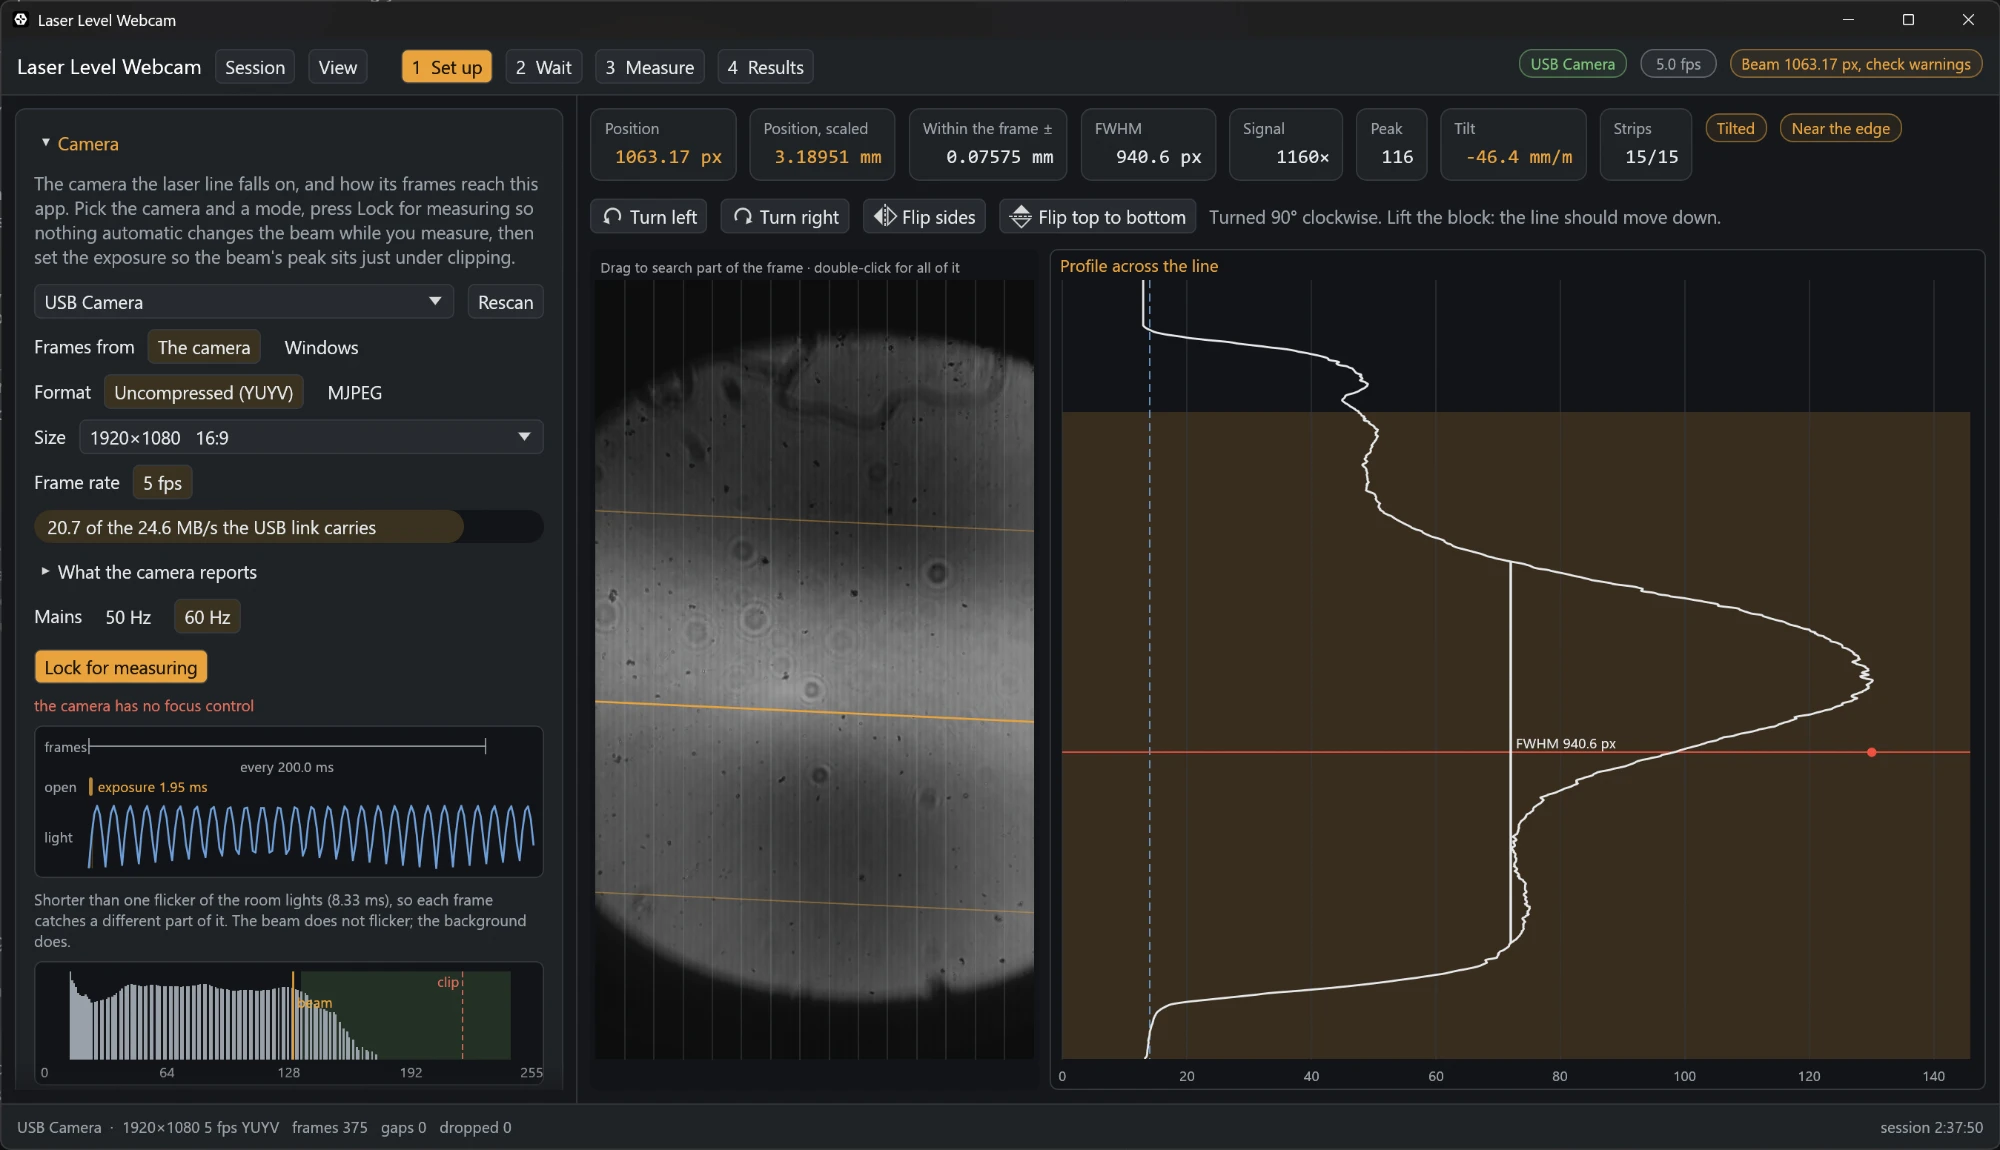 Laser Level Webcam
Laser Level Webcam Session View 1 Set up 2 Wait 3 Measure 4 Results USB Camera 5.0 fps Beam 1063.17 px, check warnings
Camera
The camera the laser line falls on, and how its frames reach this
app. Pick the camera and a mode, press Lock for measuring so
nothing automatic changes the beam while you measure, then
set the exposure so the beam's peak sits just under clipping.
USB Camera Rescan
Frames from The camera Windows
Format Uncompressed (YUYV) MJPEG
Size 1920×1080 16:9
Frame rate 5 fps
20.7 of the 24.6 MB/s the USB link carries
What the camera reports
Mains 50 Hz 60 Hz
Lock for measuring
the camera has no focus control
frames
every 200.0 ms
open exposure 1.95 ms
light
Shorter than one flicker of the room lights (8.33 ms), so each frame
catches a different part of it. The beam does not flicker; the background
does.
clip
beam
0 64 128 192 255
Position
1063.17 px
Position, scaled
3.18951 mm
Within the frame ±
0.07575 mm
FWHM
940.6 px
Signal
1160×
Peak
116
Tilt
-46.4 mm/m
Strips
15/15
Tilted
Near the edge
Turn left Turn right Flip sides Flip top to bottom Turned 90° clockwise. Lift the block: the line should move down.
Drag to search part of the frame · double-click for all of it
Profile across the line
FWHM 940.6 px
0 20 40 60 80 100 120 140
USB Camera · 1920×1080 5 fps YUYV frames 375 gaps 0 dropped 0 session 2:37:50